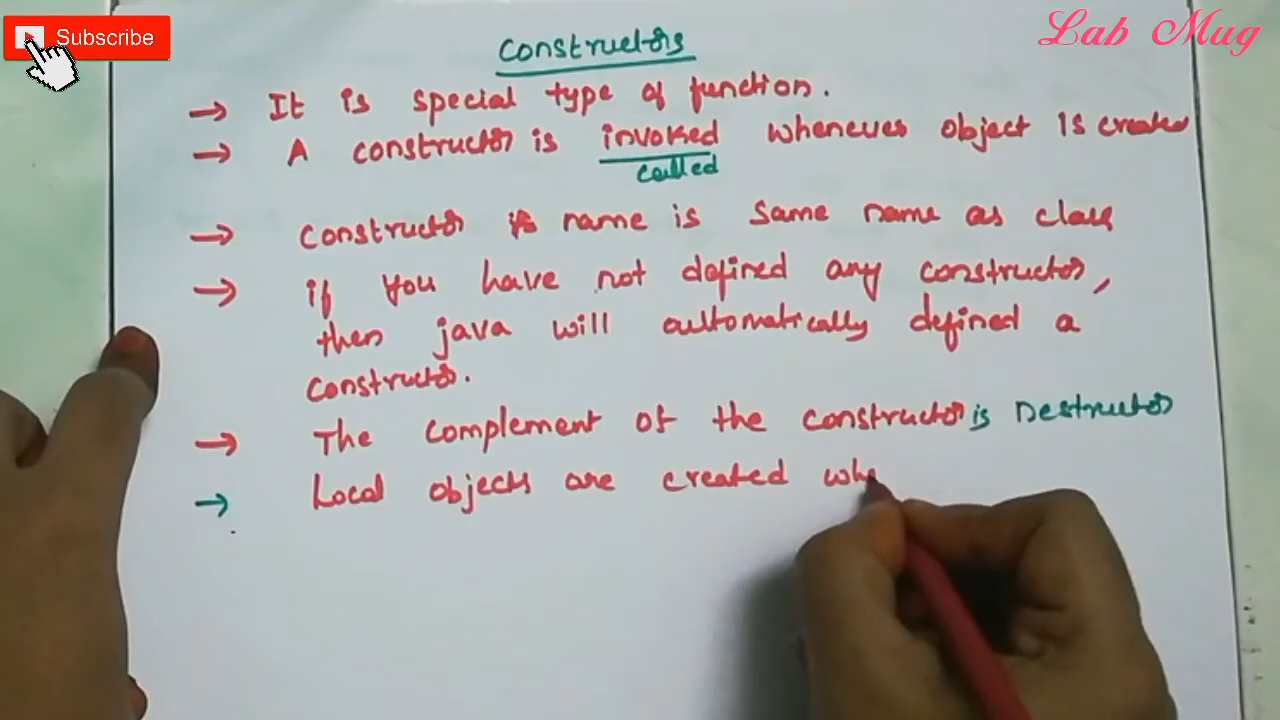 Subscribe
Lab Mug
Constructors
→ It is special type of function.
→ A constructor is invoked whenever object is created
called
→ constructor is name is same name as class
→ if you have not defined any constructor,
then java will automatically defined a
constructor.
→ The complement of the constructor is Destructor
→ Local objects are created whe